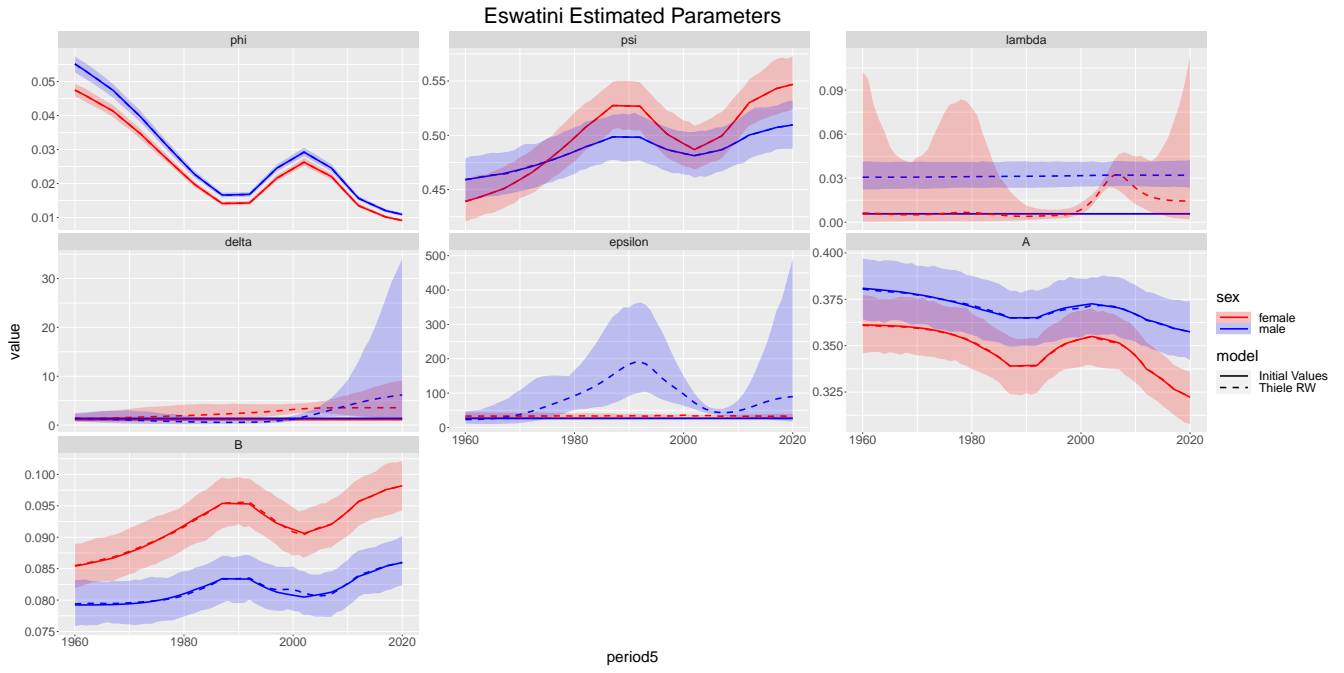 Eswatini Estimated Parameters
phi
psi
lambda
0.05
0.04
0.03
0.02
0.01
0.55
0.50
0.45
0.09
0.06
0.03
0.00
delta
epsilon
A
30
20
10
0
500
400
300
200
100
0
0.400
0.375
0.350
0.325
1960 1980 2000 2020
1960 1980 2000 2020
B
0.100
0.095
0.090
0.085
0.080
0.075
1960 1980 2000 2020
value
period5
sex
female
male
model
Initial Values
Thiele RW